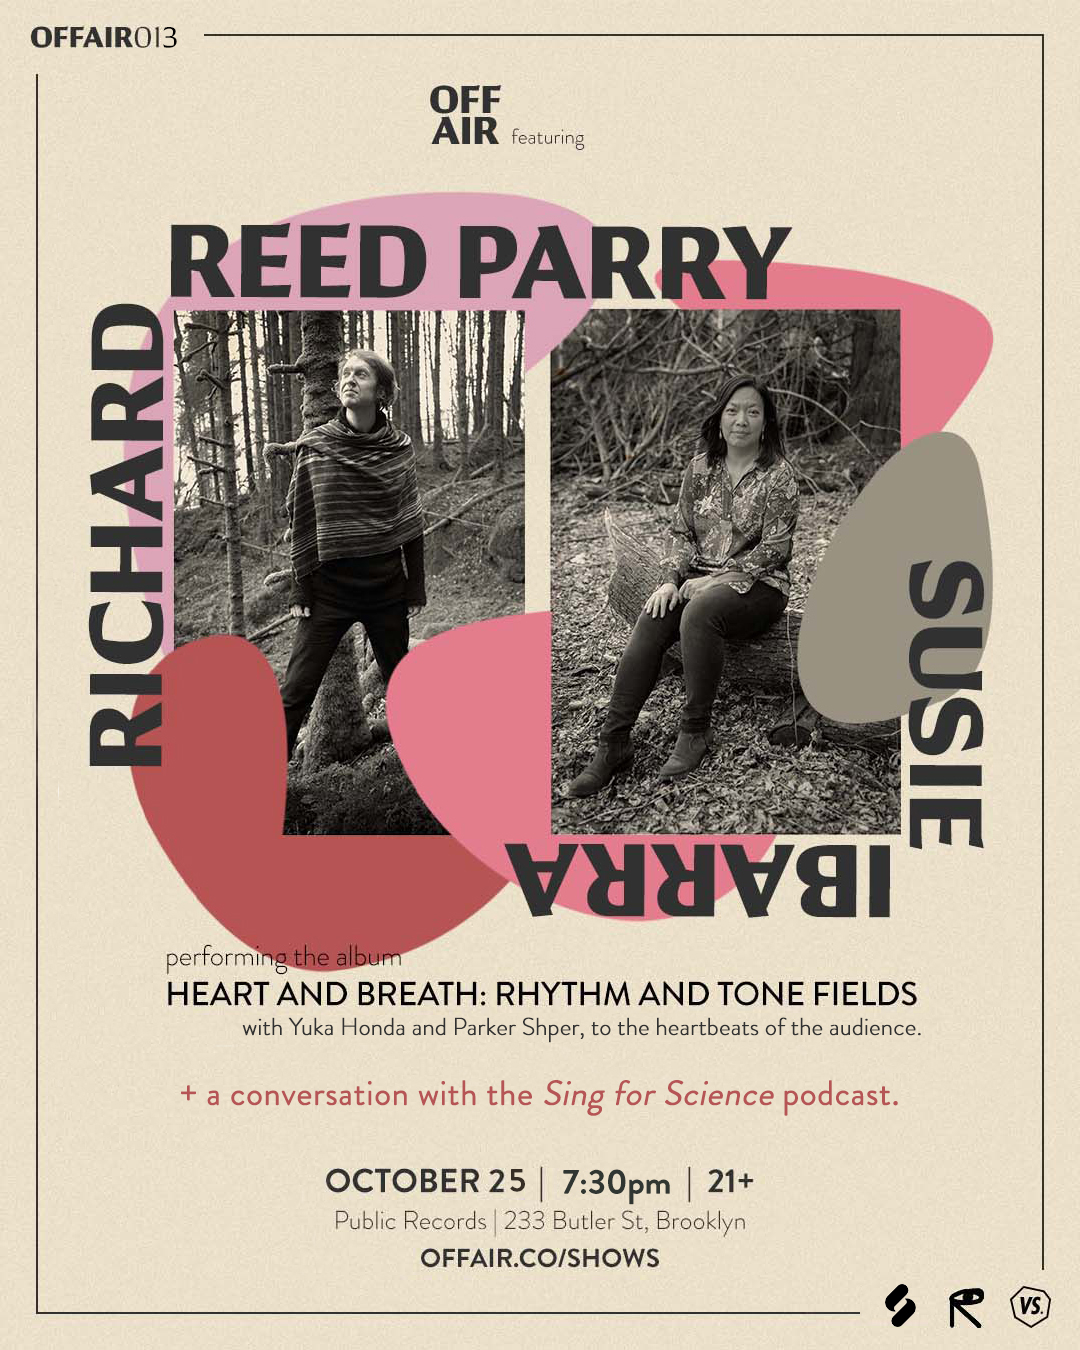 OFFAIR013
OFF
AIR featuring
RICHARD
REED PARRY
SUSIE
IBARRA
performing the album
HEART AND BREATH: RHYTHM AND TONE FIELDS
with Yuka Honda and Parker Shper, to the heartbeats of the audience.
+ a conversation with the Sing for Science podcast.
OCTOBER 25 | 7:30pm | 21+
Public Records | 233 Butler St, Brooklyn
OFFAIR.CO/SHOWS
VS.